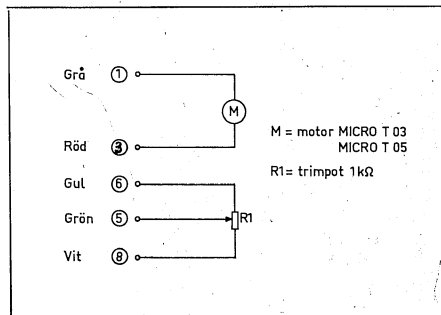 Grå 1
M
Röd 3
M = motor MICRO T 03
MICRO T 05
Gul 6
R1 = trimpot 1kΩ
Grön 5
R1
Vit 8